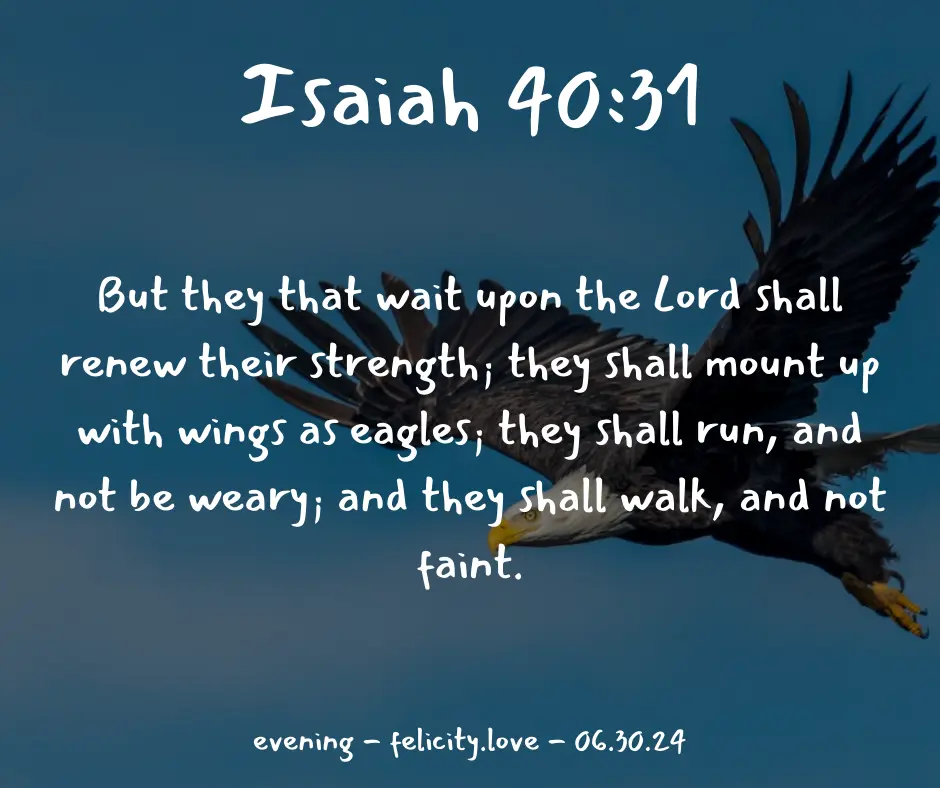 Isaiah 40:31
But they that wait upon the Lord shall
renew their strength; they shall mount up
with wings as eagles; they shall run, and
not be weary; and they shall walk, and not
faint.
evening – felicity.love – 06.30.24